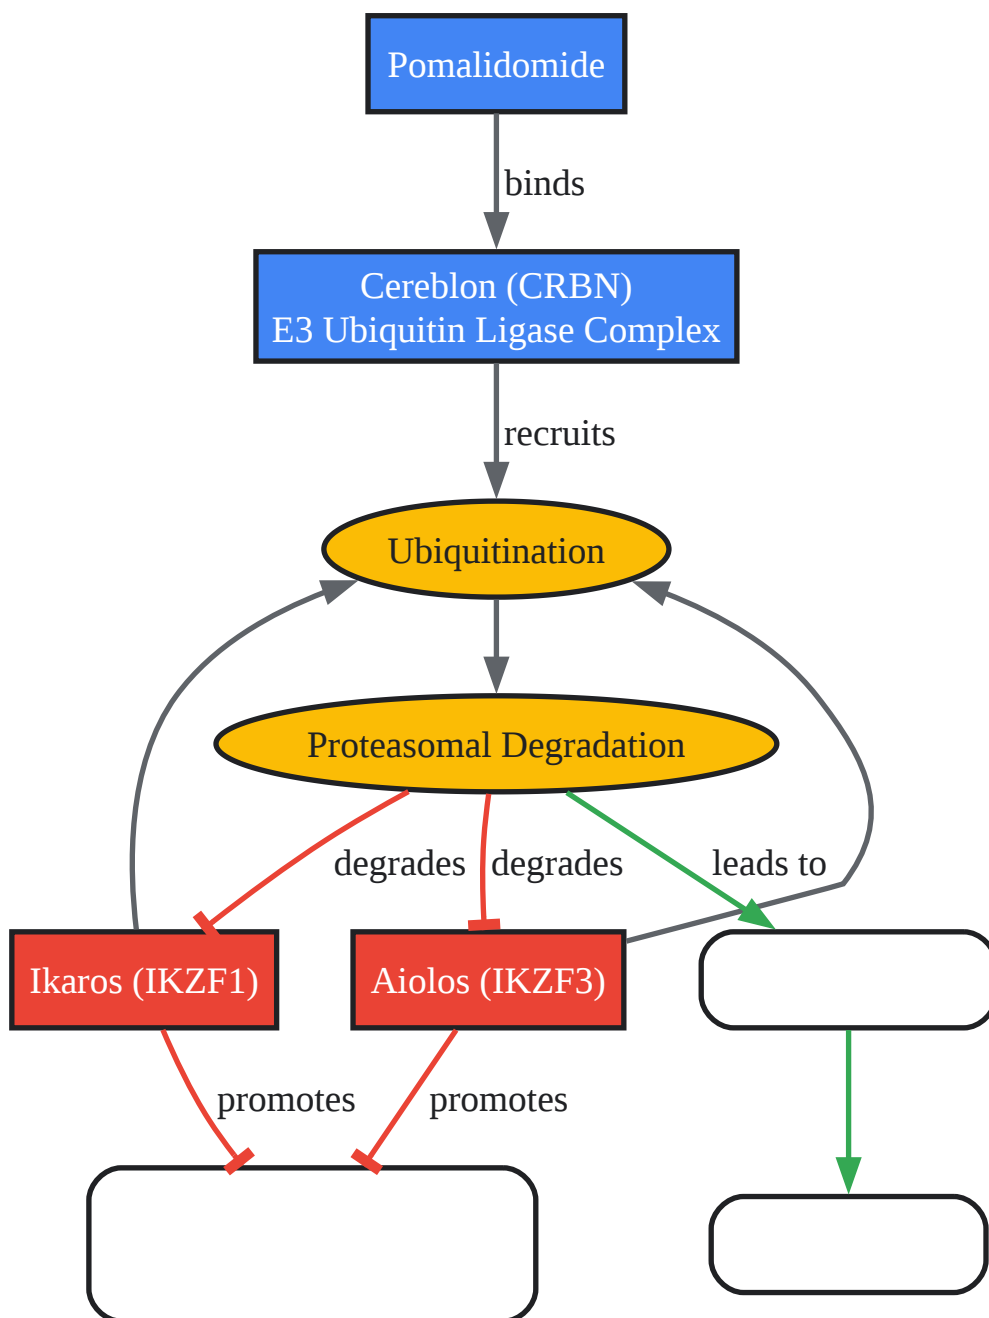 Pomalidomide
binds
Cereblon (CRBN)
E3 Ubiquitin Ligase Complex
recruits
Ubiquitination
Proteasomal Degradation
degrades
degrades
leads to
Ikaros (IKZF1)
Aiolos (IKZF3)
promotes
promotes